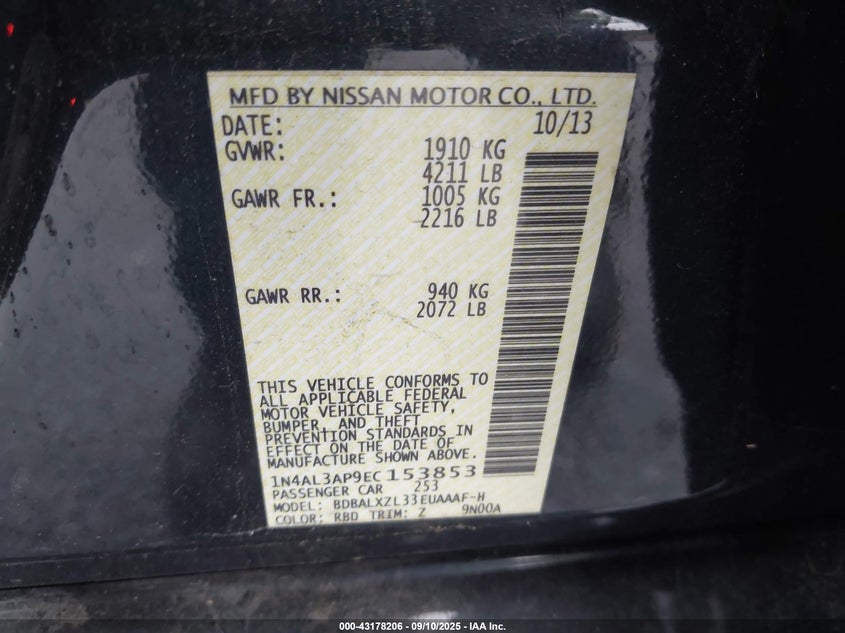 MFD BY NISSAN MOTOR CO., LTD.
DATE: 10/13
GVWR: 1910 KG
4211 LB
GAWR FR.: 1005 KG
2216 LB
GAWR RR.: 940 KG
2072 LB
THIS VEHICLE CONFORMS TO
ALL APPLICABLE FEDERAL
MOTOR VEHICLE SAFETY,
BUMPER, AND THEFT
PREVENTION STANDARDS IN
EFFECT ON THE DATE OF
MANUFACTURE SHOWN ABOVE.
1N4AL3AP9EC153853
PASSENGER CAR 253
MODEL: BDBALXZL33EUAAAF-H
COLOR: RBD TRIM: Z 9N00A
000-43178206 - 09/10/2025 - IAA Inc.